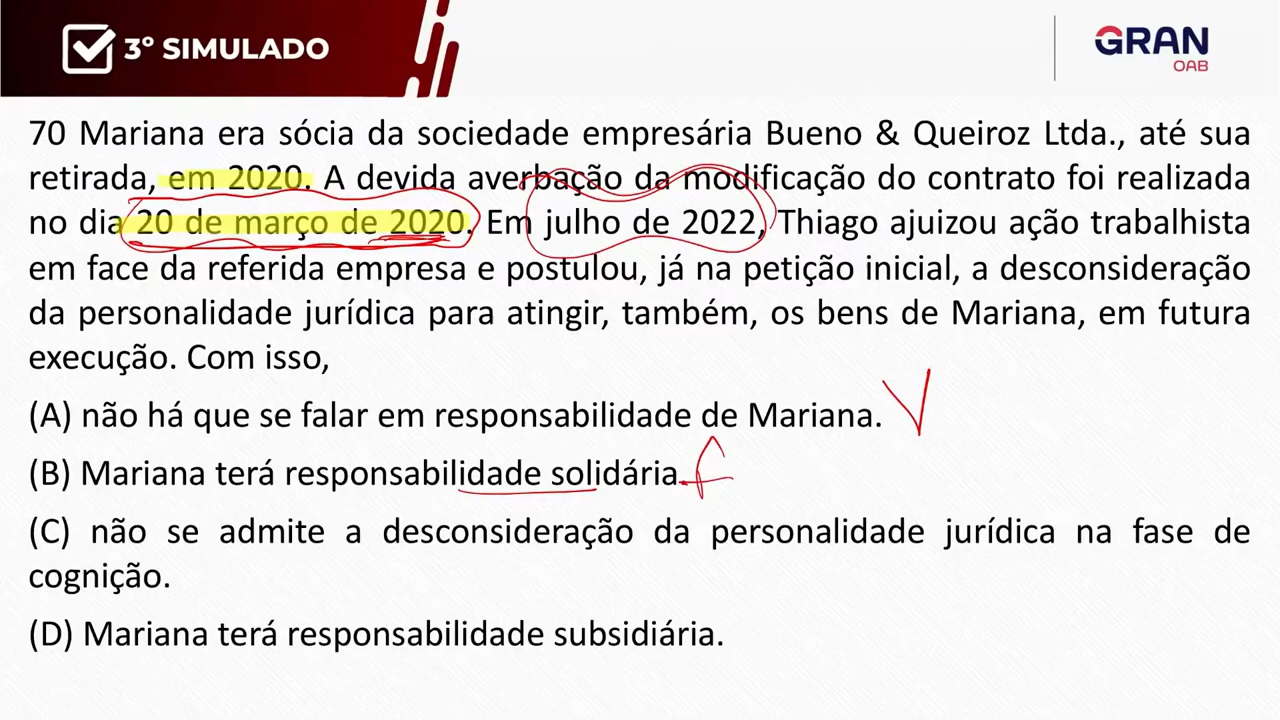 3º SIMULADO
GRAN
OAB
70 Mariana era sócia da sociedade empresária Bueno & Queiroz Ltda., até sua
retirada, em 2020. A devida averbação da modificação do contrato foi realizada
no dia 20 de março de 2020. Em julho de 2022, Thiago ajuizou ação trabalhista
em face da referida empresa e postulou, já na petição inicial, a desconsideração
da personalidade jurídica para atingir, também, os bens de Mariana, em futura
execução. Com isso,
(A) não há que se falar em responsabilidade de Mariana. V
(B) Mariana terá responsabilidade solidária. f
(C) não se admite a desconsideração da personalidade jurídica na fase de
cognição.
(D) Mariana terá responsabilidade subsidiária.